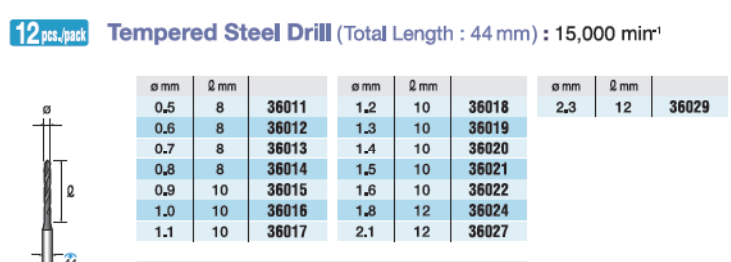 12 pcs./pack Tempered Steel Drill (Total Length : 44 mm) : 15,000 min⁻¹
ø mm ℓ mm
0.5 8 36011
0.6 8 36012
0.7 8 36013
0.8 8 36014
0.9 10 36015
1.0 10 36016
1.1 10 36017
ø mm ℓ mm
1.2 10 36018
1.3 10 36019
1.4 10 36020
1.5 10 36021
1.6 10 36022
1.8 12 36024
2.1 12 36027
ø mm ℓ mm
2.3 12 36029
ø
ℓ